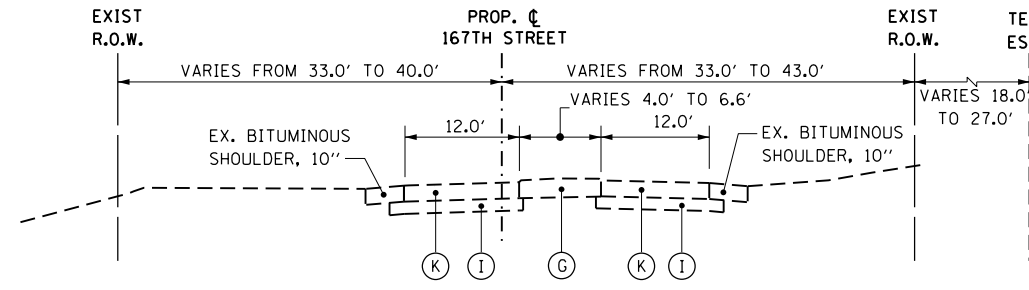 EXIST
R.O.W.
PROP. ℄
167TH STREET
EXIST
R.O.W.
TE
ES
VARIES FROM 33.0' TO 40.0'
VARIES FROM 33.0' TO 43.0'
VARIES 18.0
TO 27.0'
VARIES 4.0' TO 6.6'
12.0'
12.0'
EX. BITUMINOUS
SHOULDER, 10''
EX. BITUMINOUS
SHOULDER, 10''
K I G K I